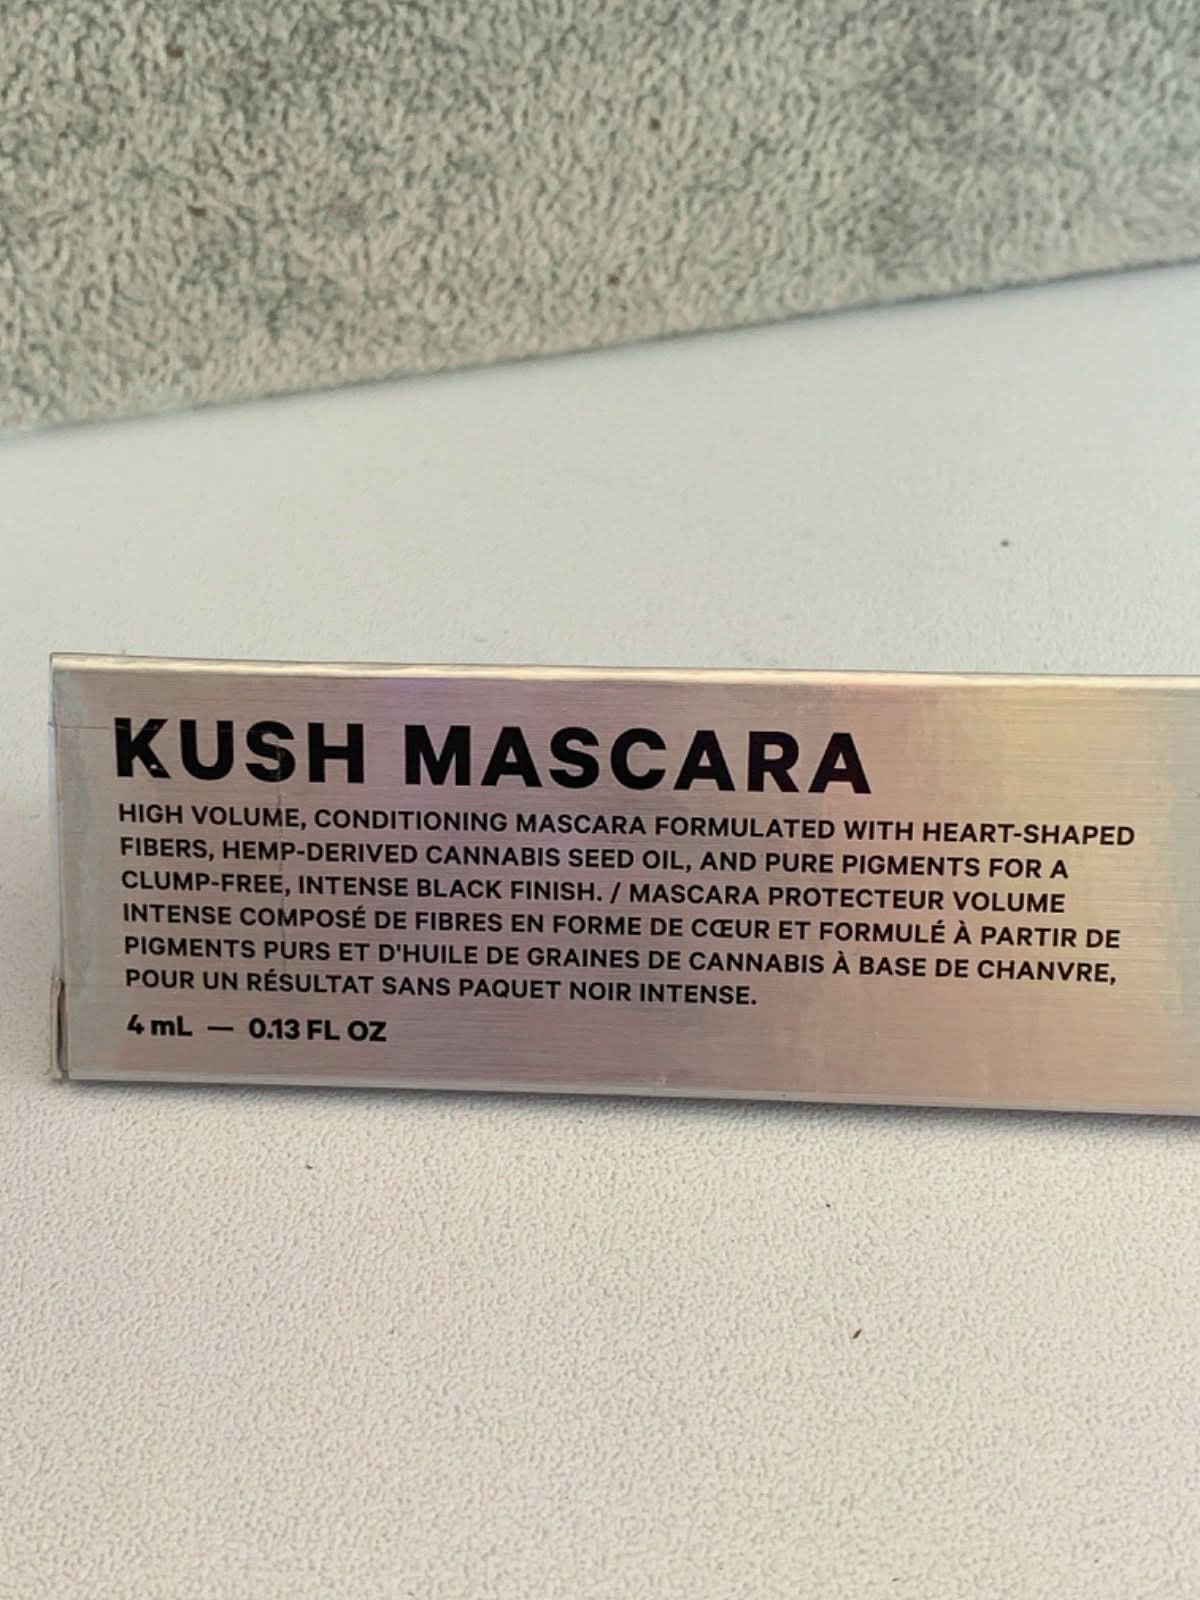 KUSH MASCARA
HIGH VOLUME, CONDITIONING MASCARA FORMULATED WITH HEART-SHAPED
FIBERS, HEMP-DERIVED CANNABIS SEED OIL, AND PURE PIGMENTS FOR A
CLUMP-FREE, INTENSE BLACK FINISH. / MASCARA PROTECTEUR VOLUME
INTENSE COMPOSÉ DE FIBRES EN FORME DE CŒUR ET FORMULÉ À PARTIR DE
PIGMENTS PURS ET D'HUILE DE GRAINES DE CANNABIS À BASE DE CHANVRE,
POUR UN RÉSULTAT SANS PAQUET NOIR INTENSE.
4 mL — 0.13 FL OZ